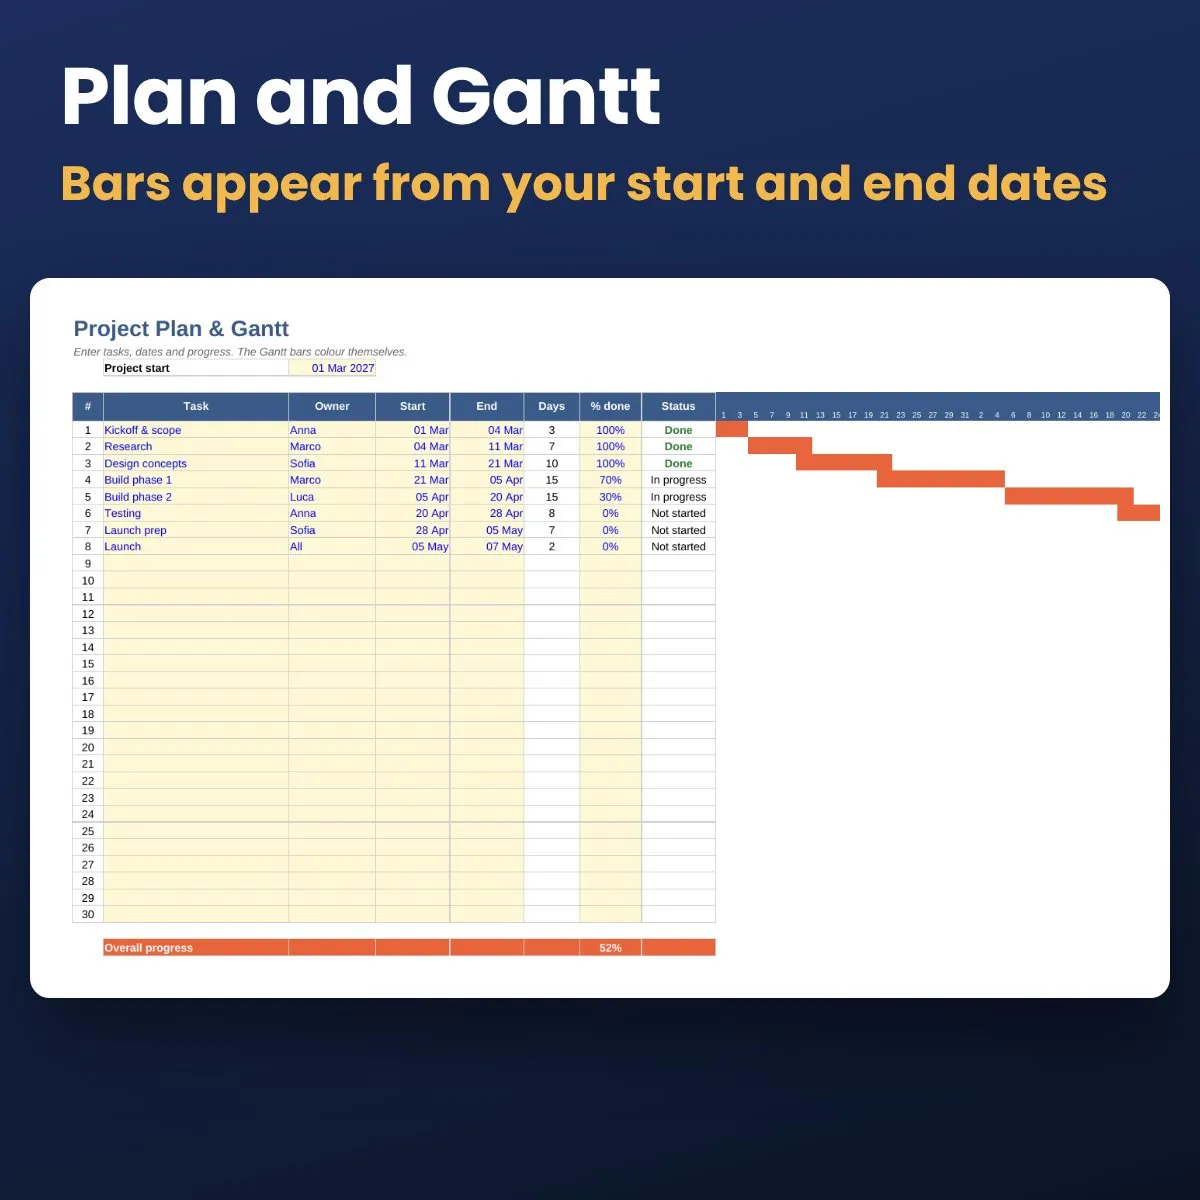 Plan and Gantt
Bars appear from your start and end dates
Project Plan & Gantt
Enter tasks, dates and progress. The Gantt bars colour themselves.
Project start 01 Mar 2027
# Task Owner Start End Days % done Status 1 3 5 7 9 11 13 15 17 19 21 23 25 27 29 31 2 4 6 8 10 12 14 16 18 20 22
1 Kickoff & scope Anna 01 Mar 04 Mar 3 100% Done
2 Research Marco 04 Mar 11 Mar 7 100% Done
3 Design concepts Sofia 11 Mar 21 Mar 10 100% Done
4 Build phase 1 Marco 21 Mar 05 Apr 15 70% In progress
5 Build phase 2 Luca 05 Apr 20 Apr 15 30% In progress
6 Testing Anna 20 Apr 28 Apr 8 0% Not started
7 Launch prep Sofia 28 Apr 05 May 7 0% Not started
8 Launch All 05 May 07 May 2 0% Not started
9
10
11
12
13
14
15
16
17
18
19
20
21
22
23
24
25
26
27
28
29
30
Overall progress 52%